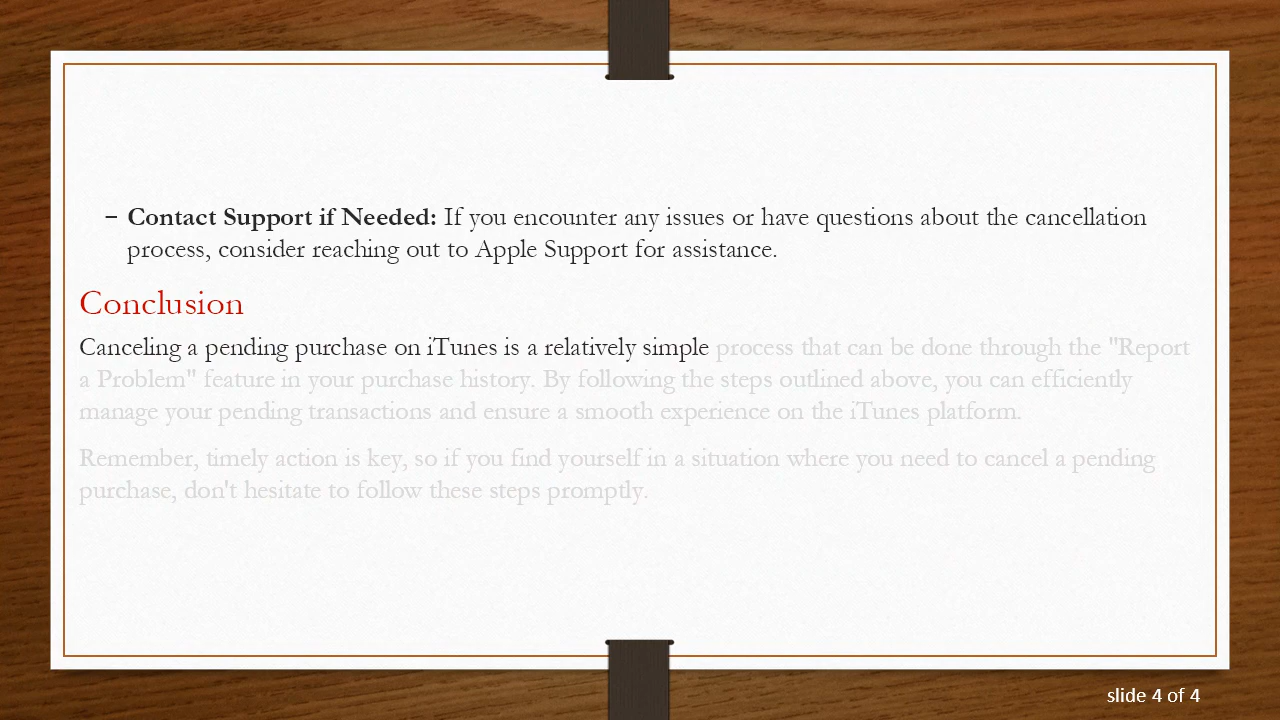 – Contact Support if Needed: If you encounter any issues or have questions about the cancellation
process, consider reaching out to Apple Support for assistance.
Conclusion
Canceling a pending purchase on iTunes is a relatively simple process that can be done through the "Report
a Problem" feature in your purchase history. By following the steps outlined above, you can efficiently
manage your pending transactions and ensure a smooth experience on the iTunes platform.
Remember, timely action is key, so if you find yourself in a situation where you need to cancel a pending
purchase, don't hesitate to follow these steps promptly.
slide 4 of 4